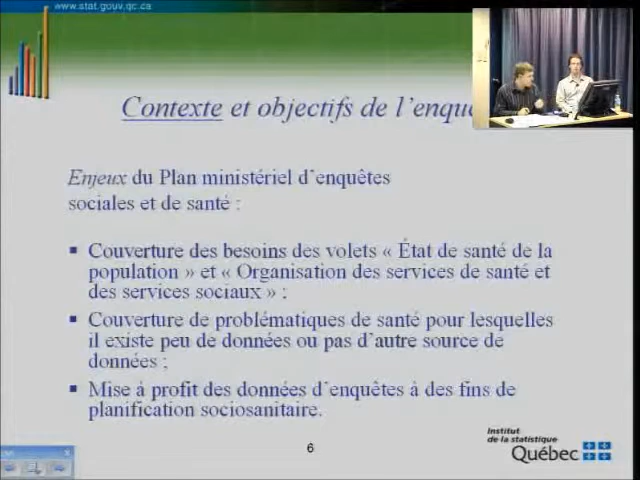 www.stat.gouv.qc.ca
Contexte et objectifs de l'enqu
Enjeux du Plan ministériel d'enquêtes
sociales et de santé :
Couverture des besoins des volets « État de santé de la
population » et « Organisation des services de santé et
des services sociaux » ;
Couverture de problématiques de santé pour lesquelles
il existe peu de données ou pas d'autre source de
données ;
Mise à profit des données d'enquêtes à des fins de
planification sociosanitaire.
6
Institut
de la statistique
Québec